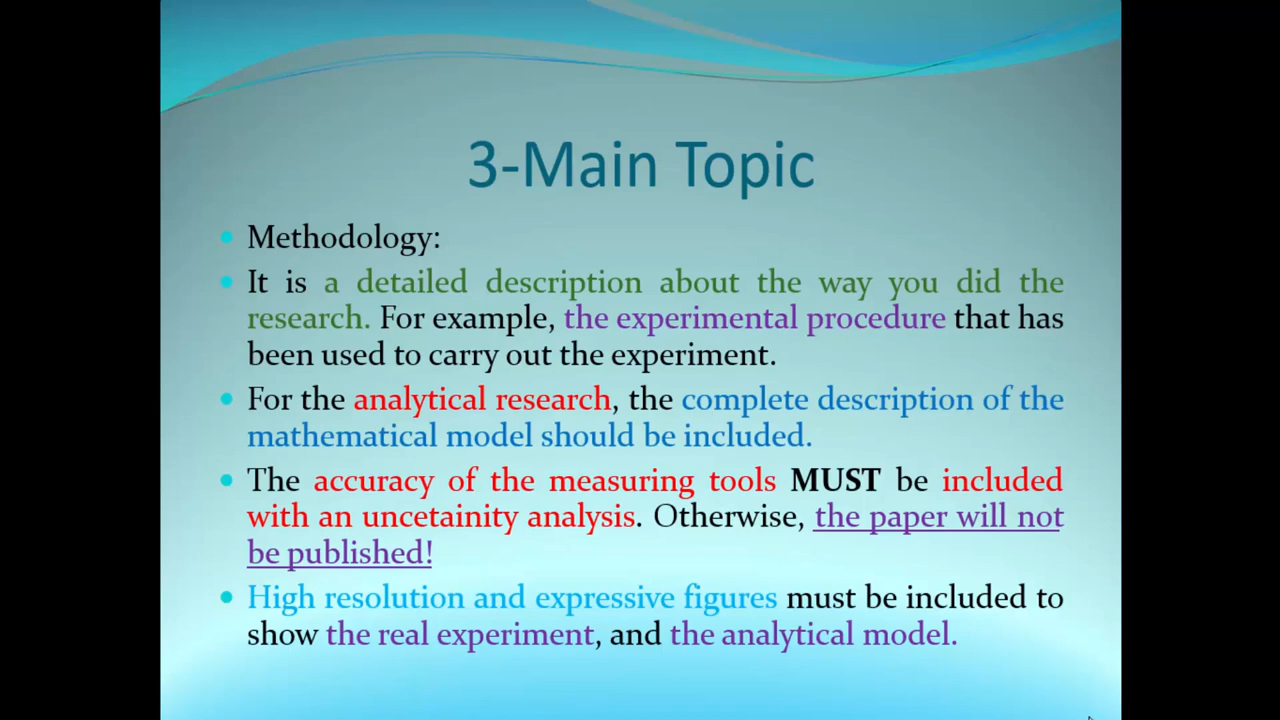 3-Main Topic
Methodology:
It is a detailed description about the way you did the
research. For example, the experimental procedure that has
been used to carry out the experiment.
For the analytical research, the complete description of the
mathematical model should be included.
The accuracy of the measuring tools MUST be included
with an uncetainity analysis. Otherwise, the paper will not
be published!
High resolution and expressive figures must be included to
show the real experiment, and the analytical model.